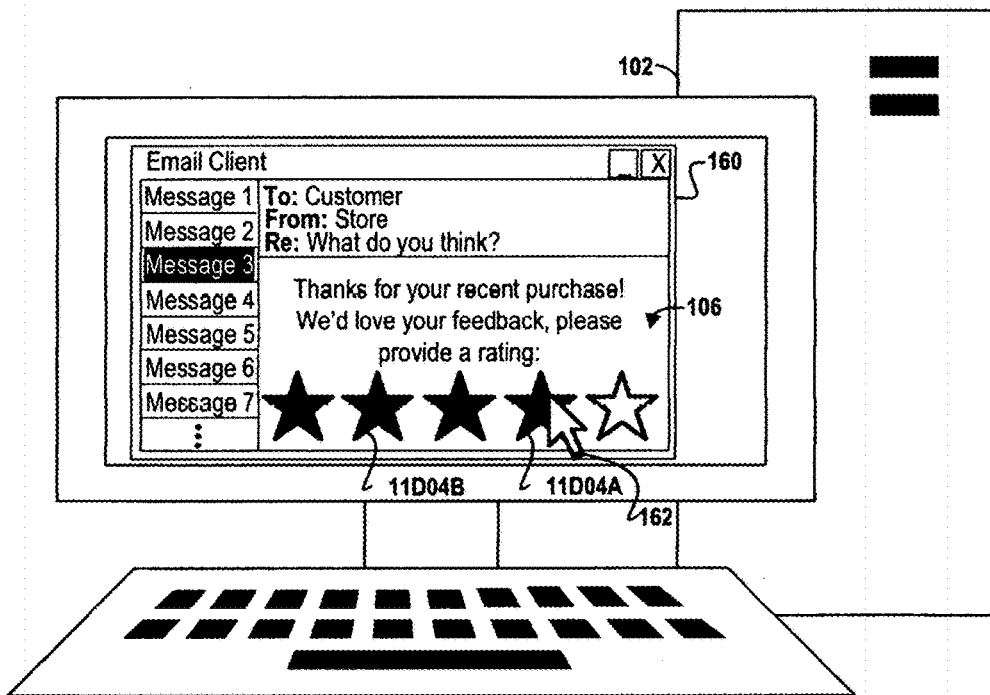 102
Email Client _ X
160
Message 1
Message 2
Message 3
Message 4
Message 5
Message 6
Message 7
To: Customer
From: Store
Re: What do you think?
Thanks for your recent purchase!
We'd love your feedback, please
provide a rating:
106
11D04B
11D04A
162